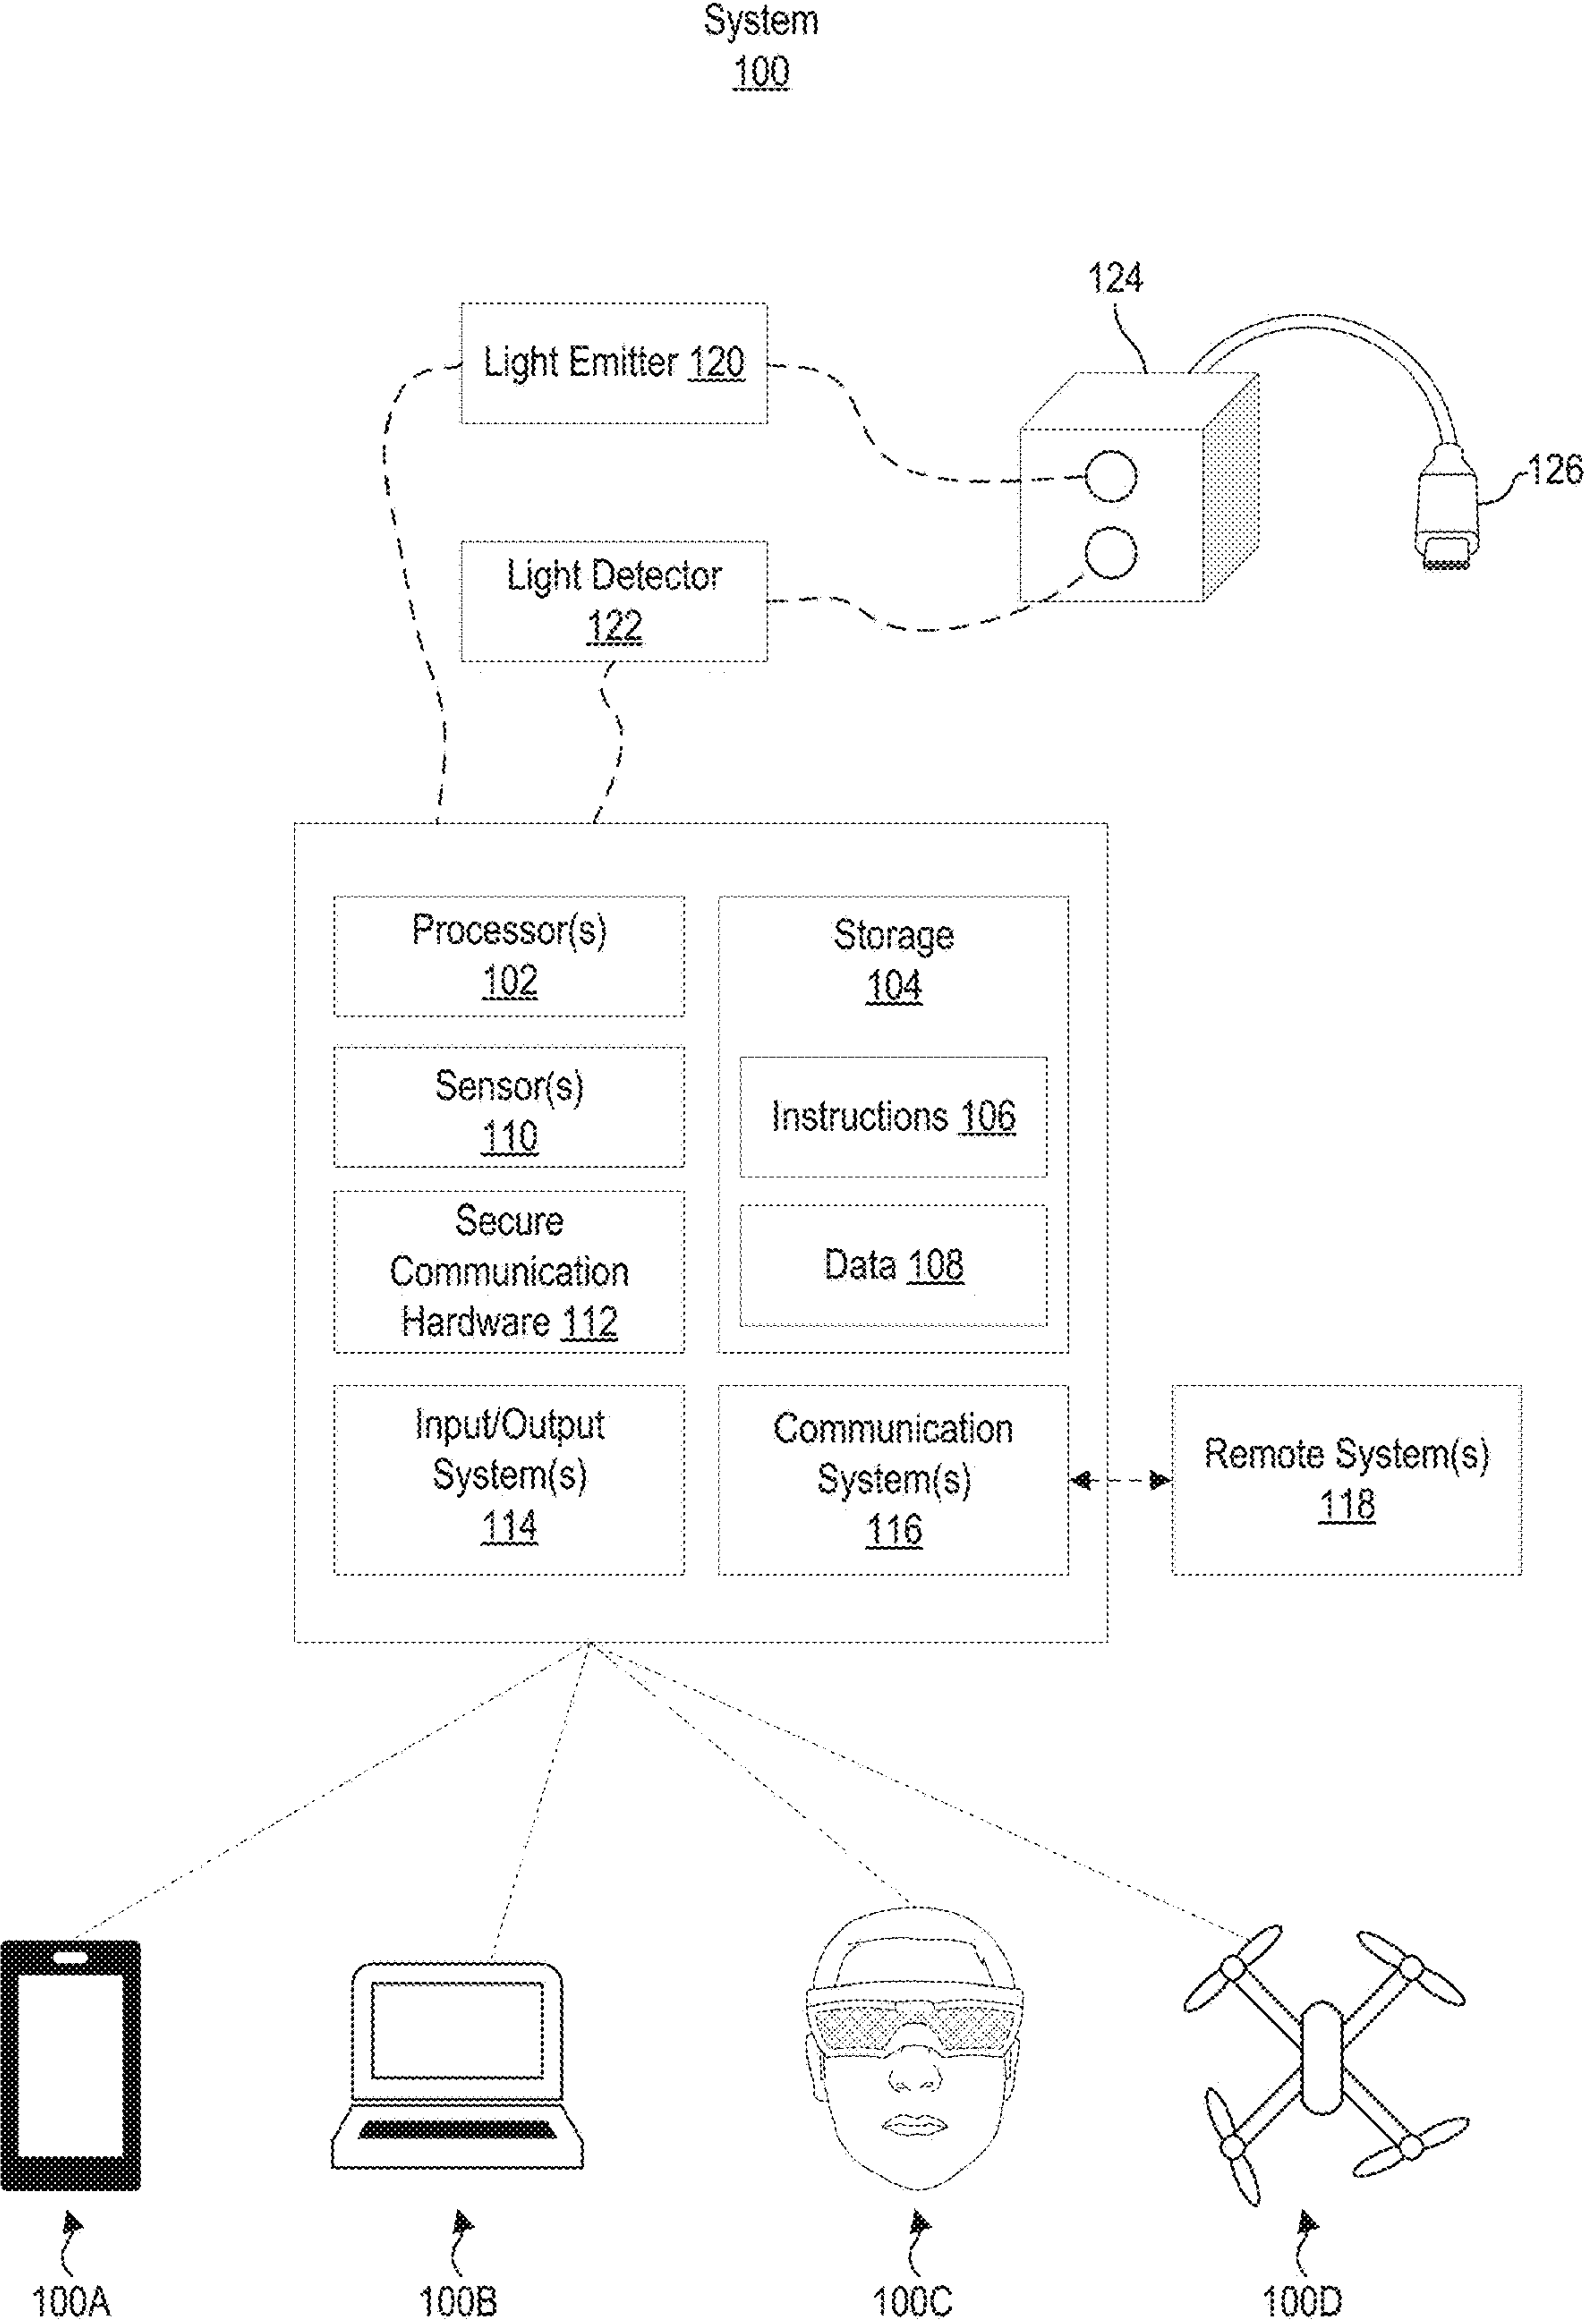 System
100
124
Light Emitter 120
126
Light Detector
122
Processor(s)
102
Storage
104
Sensor(s)
110
Instructions 106
Secure
Communication
Hardware 112
Data 108
Input/Output
System(s)
114
Communication
System(s)
116
Remote System(s)
118
100A
100B
100C
100D